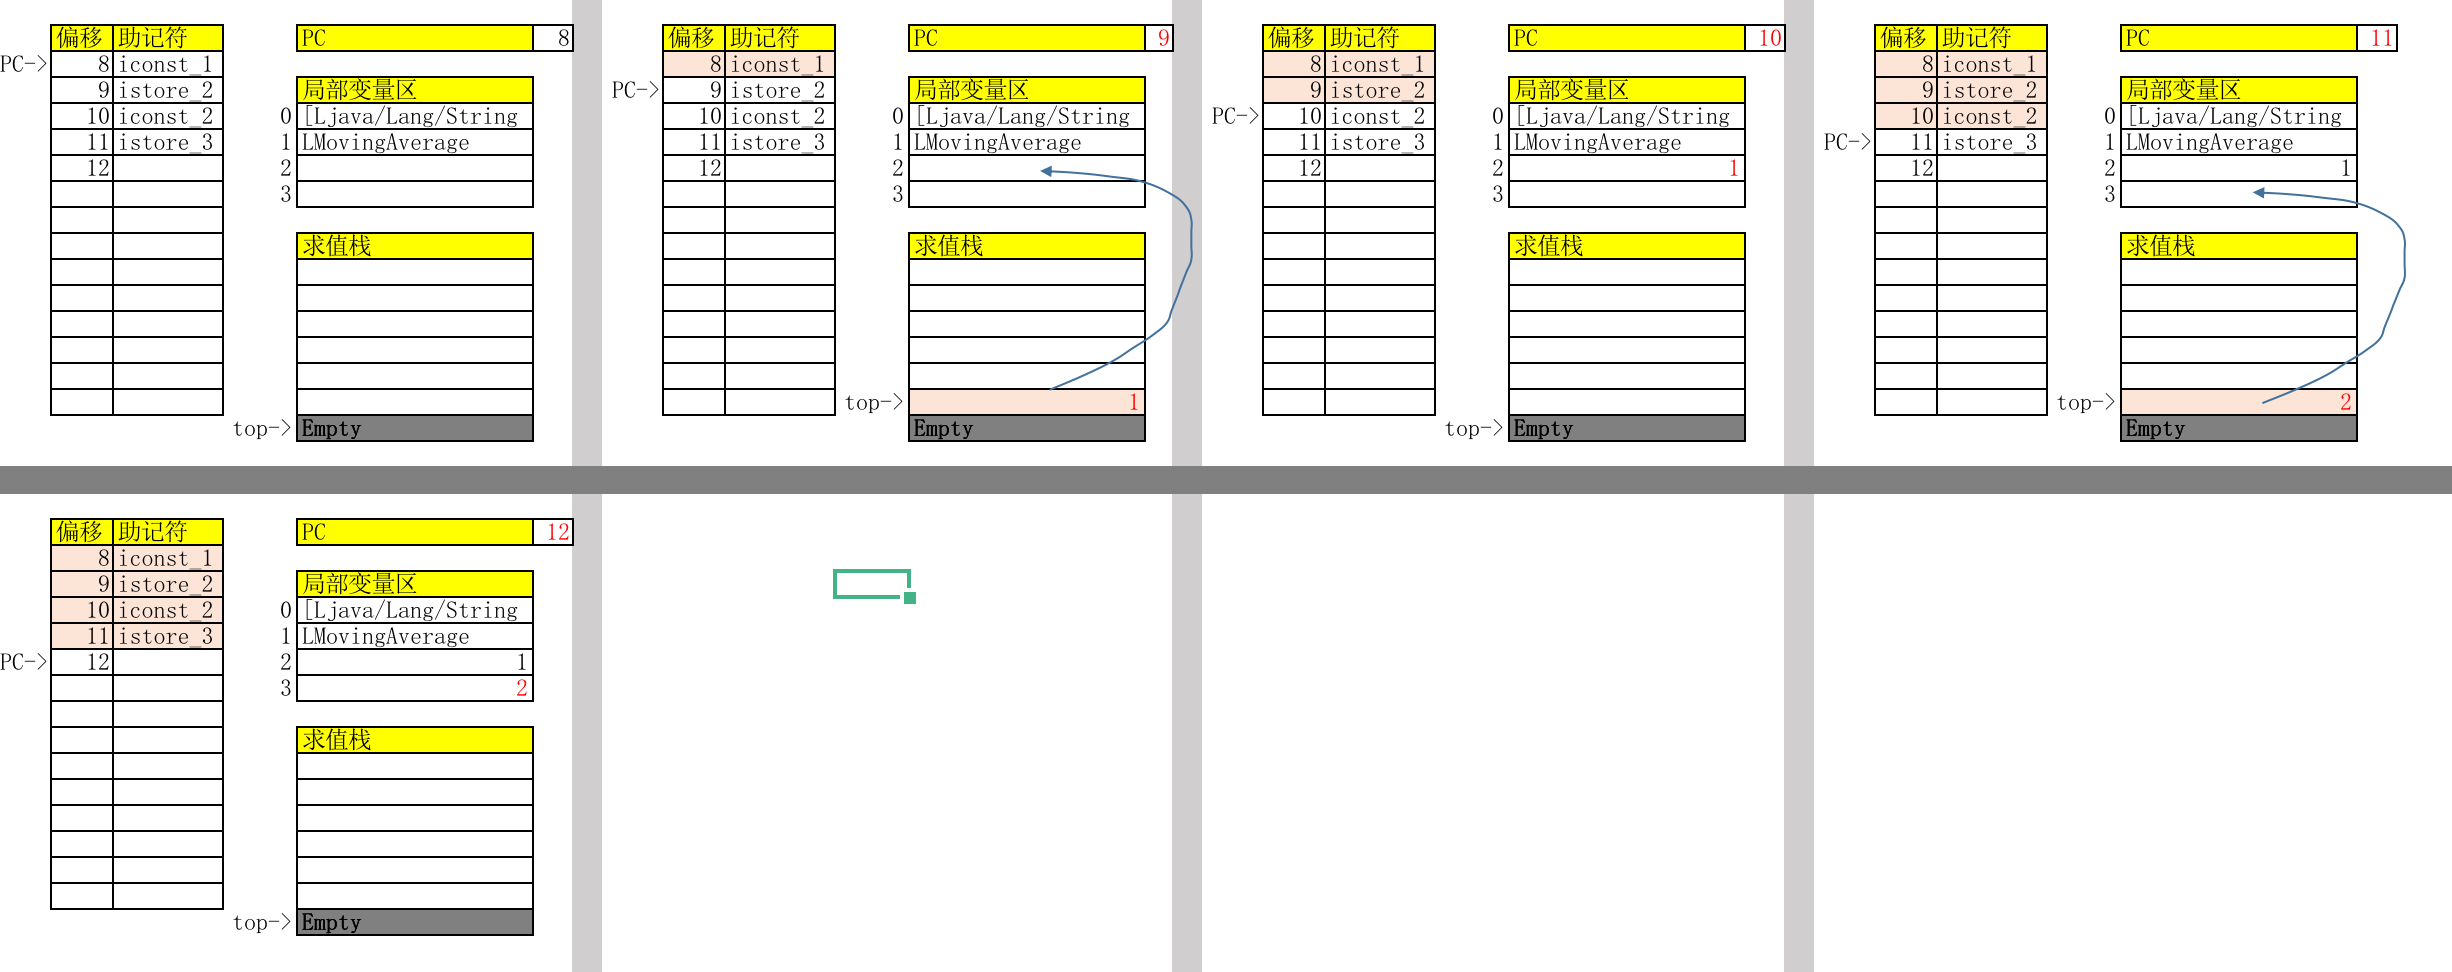 偏移 助记符 PC 8
PC-> 8 iconst_1
9 istore_2 局部变量区
10 iconst_2 0 [Ljava/Lang/String
11 istore_3 1 LMovingAverage
12 2
3
求值栈
top-> Empty
偏移 助记符 PC 9
8 iconst_1
PC-> 9 istore_2 局部变量区
10 iconst_2 0 [Ljava/Lang/String
11 istore_3 1 LMovingAverage
12 2
3
求值栈
top-> 1
Empty
偏移 助记符 PC 10
8 iconst_1
9 istore_2 局部变量区
PC-> 10 iconst_2 0 [Ljava/Lang/String
11 istore_3 1 LMovingAverage
12 2 1
3
求值栈
top-> Empty
偏移 助记符 PC 11
8 iconst_1
9 istore_2 局部变量区
10 iconst_2 0 [Ljava/Lang/String
PC-> 11 istore_3 1 LMovingAverage
12 2 1
3
求值栈
top-> 2
Empty
偏移 助记符 PC 12
8 iconst_1
9 istore_2 局部变量区
10 iconst_2 0 [Ljava/Lang/String
11 istore_3 1 LMovingAverage
PC-> 12 2 1
3 2
求值栈
top-> Empty